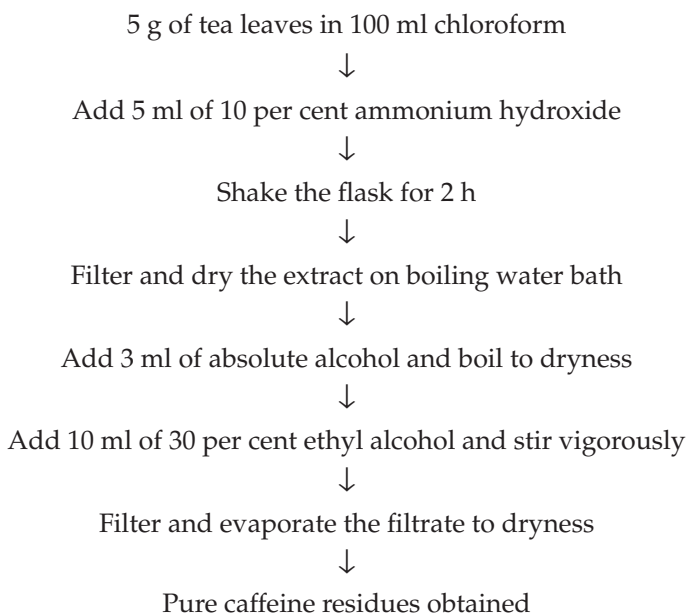 5 g of tea leaves in 100 ml chloroform
↓
Add 5 ml of 10 per cent ammonium hydroxide
↓
Shake the flask for 2 h
↓
Filter and dry the extract on boiling water bath
↓
Add 3 ml of absolute alcohol and boil to dryness
↓
Add 10 ml of 30 per cent ethyl alcohol and stir vigorously
↓
Filter and evaporate the filtrate to dryness
↓
Pure caffeine residues obtained